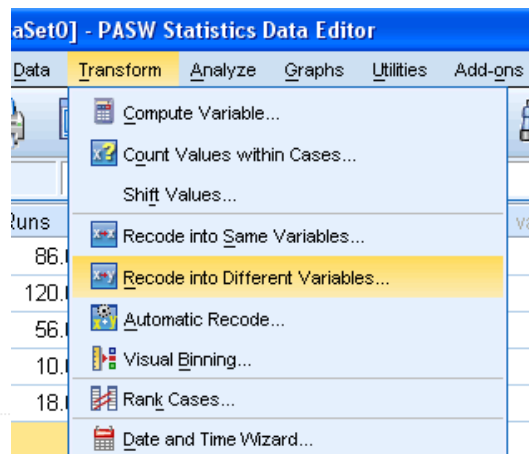 aSet0] - PASW Statistics Data Editor
Data Transform Analyze Graphs Utilities Add-ons
Compute Variable...
Count Values within Cases...
Shift Values...
Runs
Recode into Same Variables...
va
86.
Recode into Different Variables...
120.
Automatic Recode...
56.
Visual Binning...
10.
Rank Cases...
18.
Date and Time Wizard...